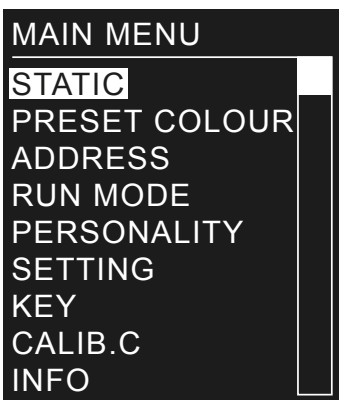 MAIN MENU
STATIC
PRESET COLOUR
ADDRESS
RUN MODE
PERSONALITY
SETTING
KEY
CALIB.C
INFO